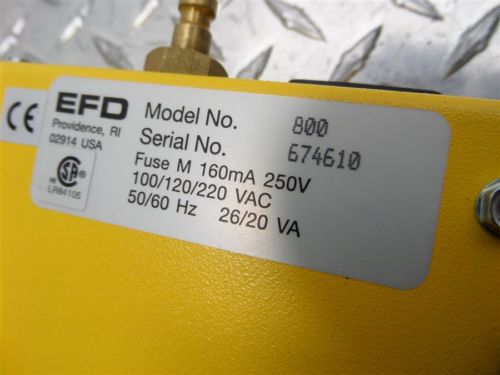 CE
EFD
Providence, RI
02914 USA
Model No. 800
Serial No. 674610
Fuse M 160mA 250V
100/120/220 VAC
50/60 Hz 26/20 VA
LR84105